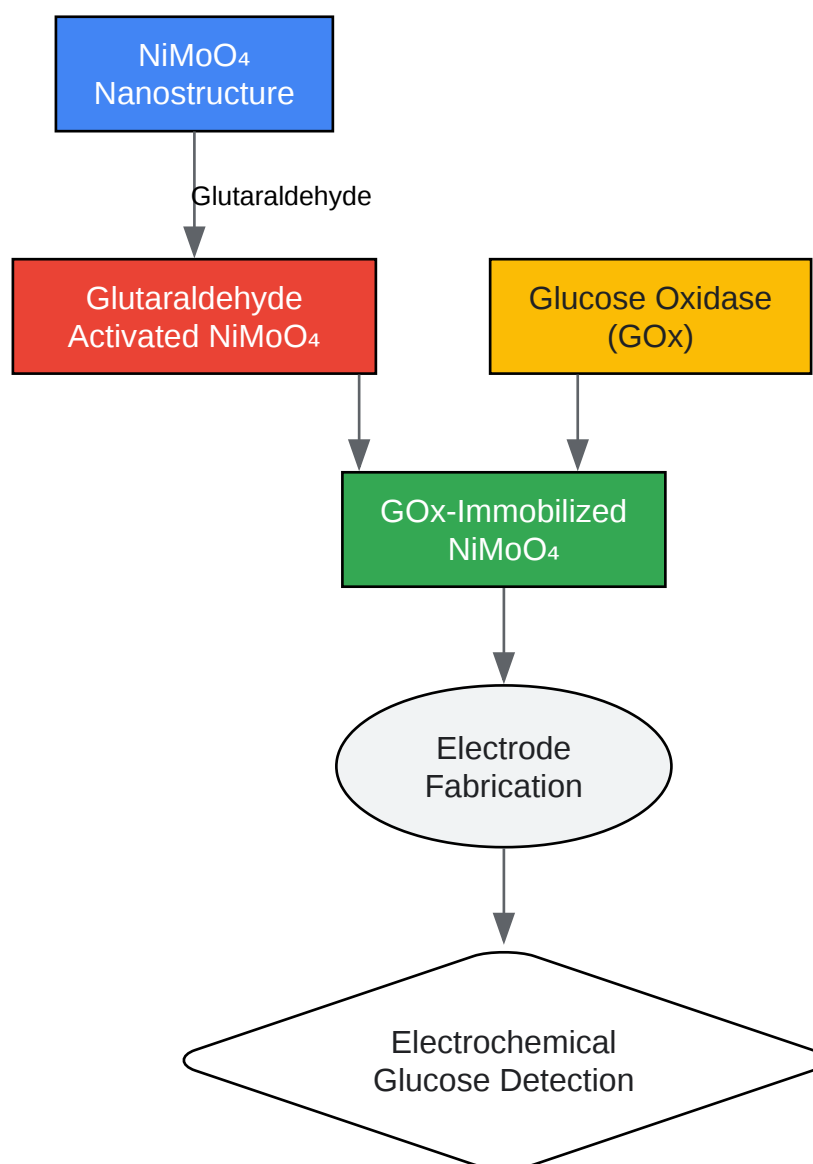 NiMoO₄
Nanostructure
Glutaraldehyde
Glutaraldehyde
Activated NiMoO₄
Glucose Oxidase
(GOx)
GOx-Immobilized
NiMoO₄
Electrode
Fabrication
Electrochemical
Glucose Detection